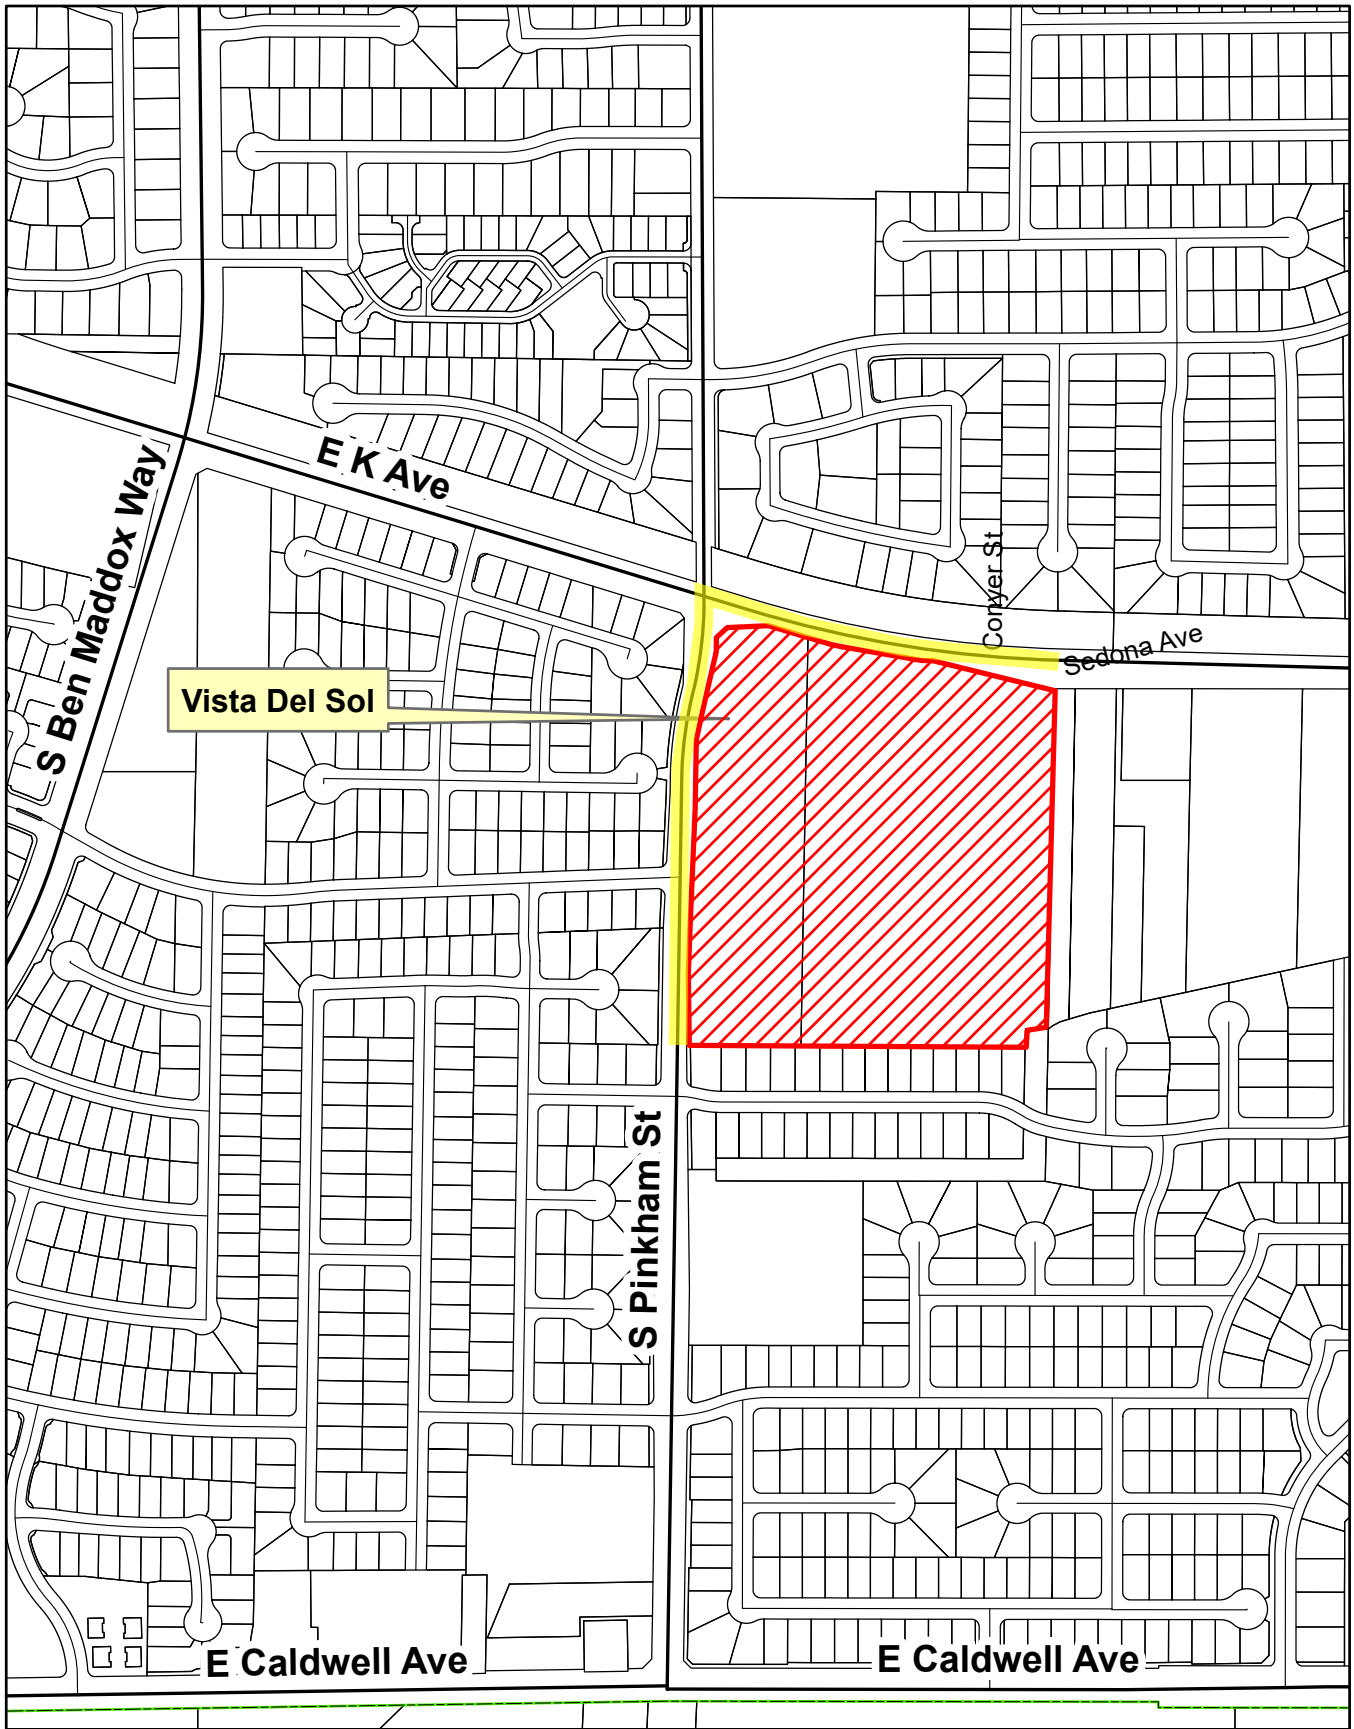 E K Ave
S Ben Maddox Way
Conyer St
Sedona Ave
Vista Del Sol
S Pinkham St
E Caldwell Ave
E Caldwell Ave